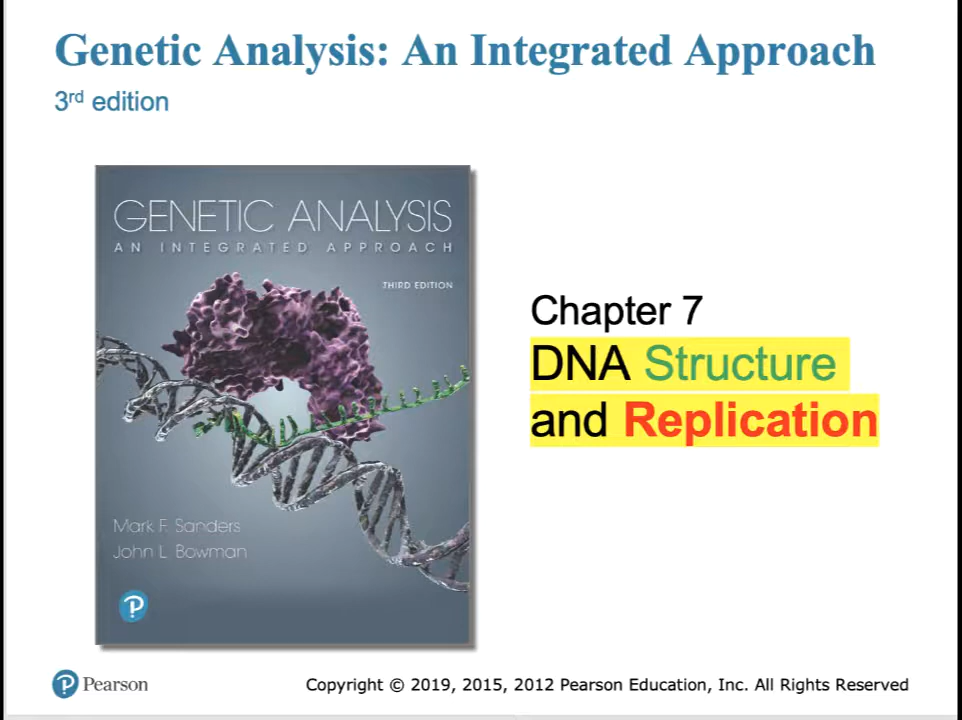 Genetic Analysis: An Integrated Approach
3rd edition
GENETIC ANALYSIS
AN INTEGRATED APPROACH
THIRD EDITION
Chapter 7
DNA Structure
and Replication
Mark F. Sanders
John L. Bowman
P
P Pearson
Copyright © 2019, 2015, 2012 Pearson Education, Inc. All Rights Reserved